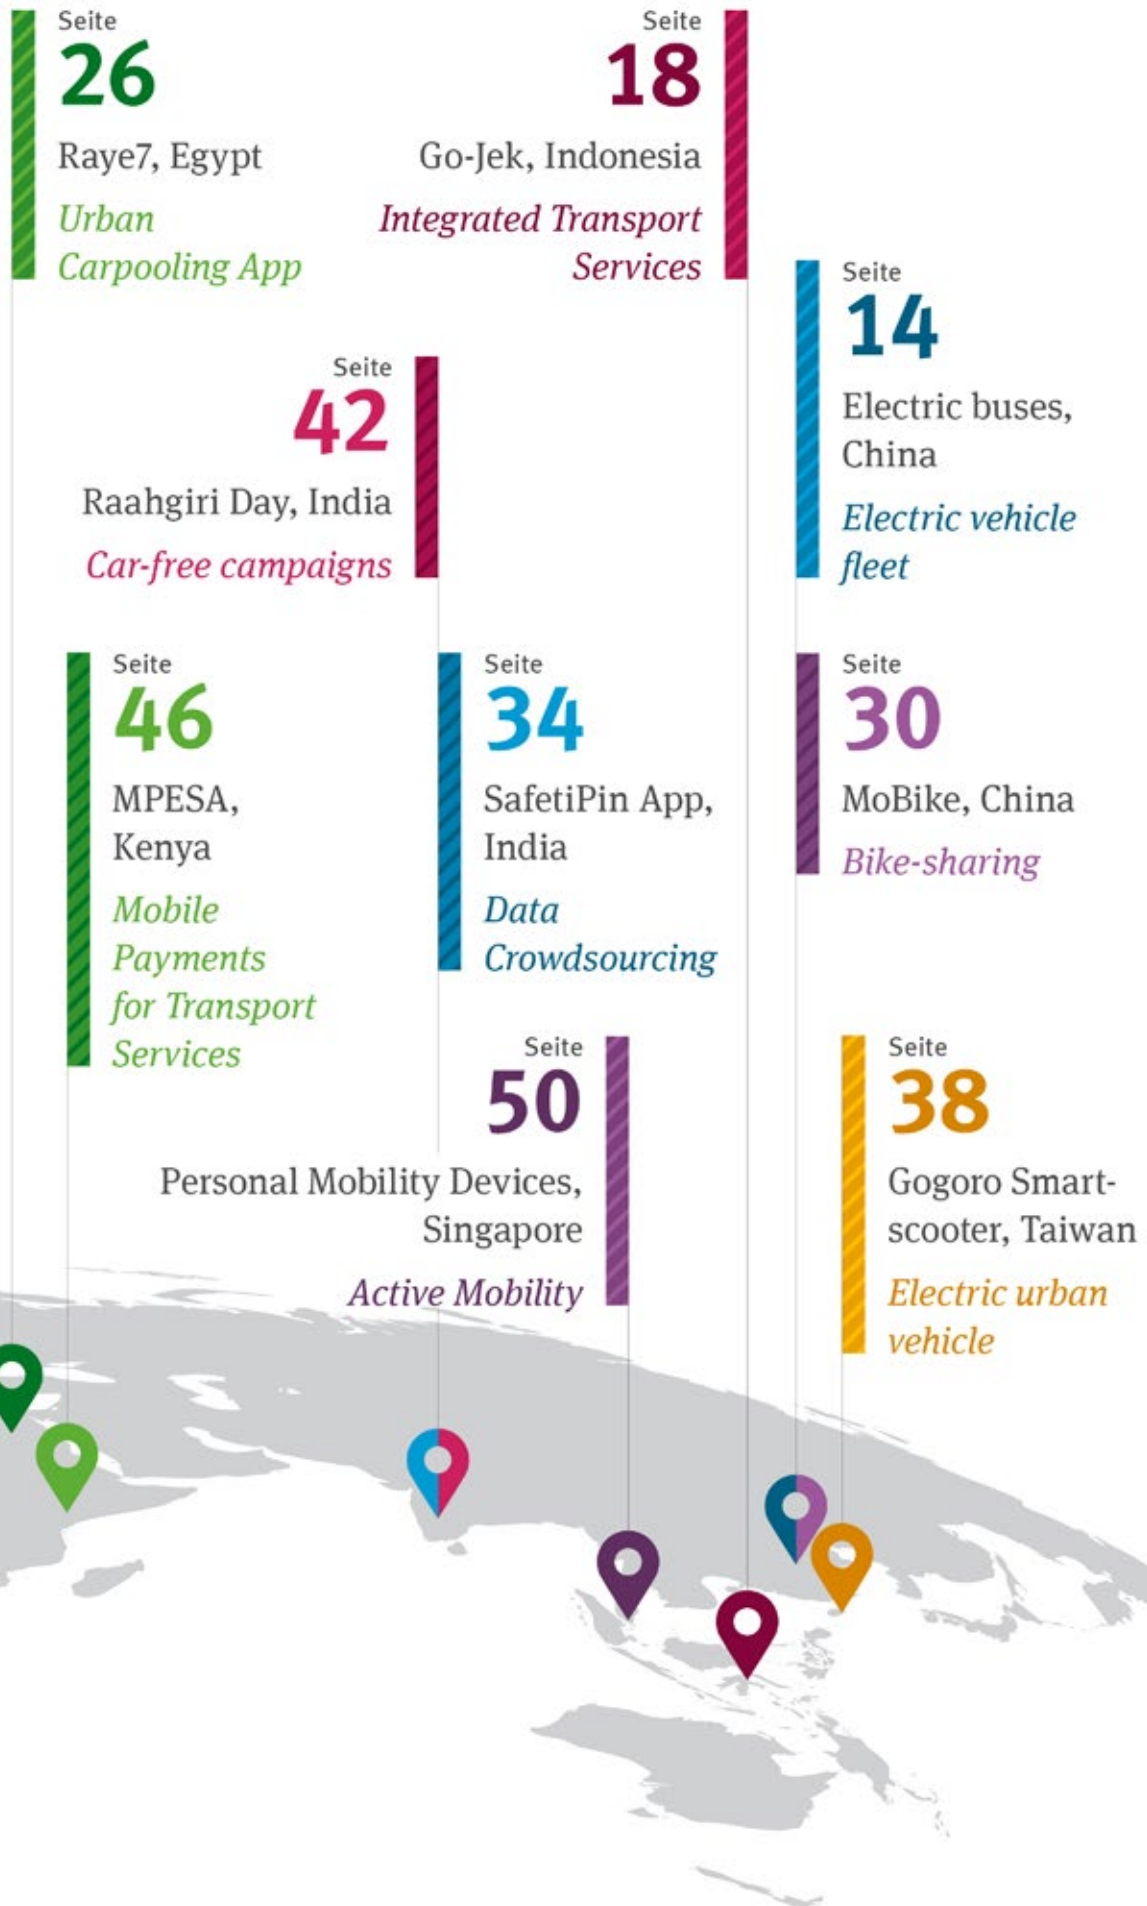 Seite
26
Raye7, Egypt
Urban
Carpooling App
Seite
18
Go-Jek, Indonesia
Integrated Transport
Services
Seite
14
Electric buses,
China
Electric vehicle
fleet
Seite
42
Raahgiri Day, India
Car-free campaigns
Seite
46
MPESA,
Kenya
Mobile
Payments
for Transport
Services
Seite
34
SafetiPin App,
India
Data
Crowdsourcing
Seite
30
MoBike, China
Bike-sharing
Seite
50
Personal Mobility Devices,
Singapore
Active Mobility
Seite
38
Gogoro Smart-
scooter, Taiwan
Electric urban
vehicle